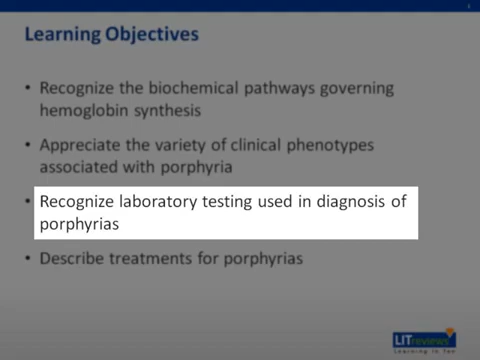 Learning Objectives
• Recognize the biochemical pathways governing
hemoglobin synthesis
• Appreciate the variety of clinical phenotypes
associated with porphyria
• Recognize laboratory testing used in diagnosis of
porphyrias
• Describe treatments for porphyrias
LITreviews
Learning in Ten